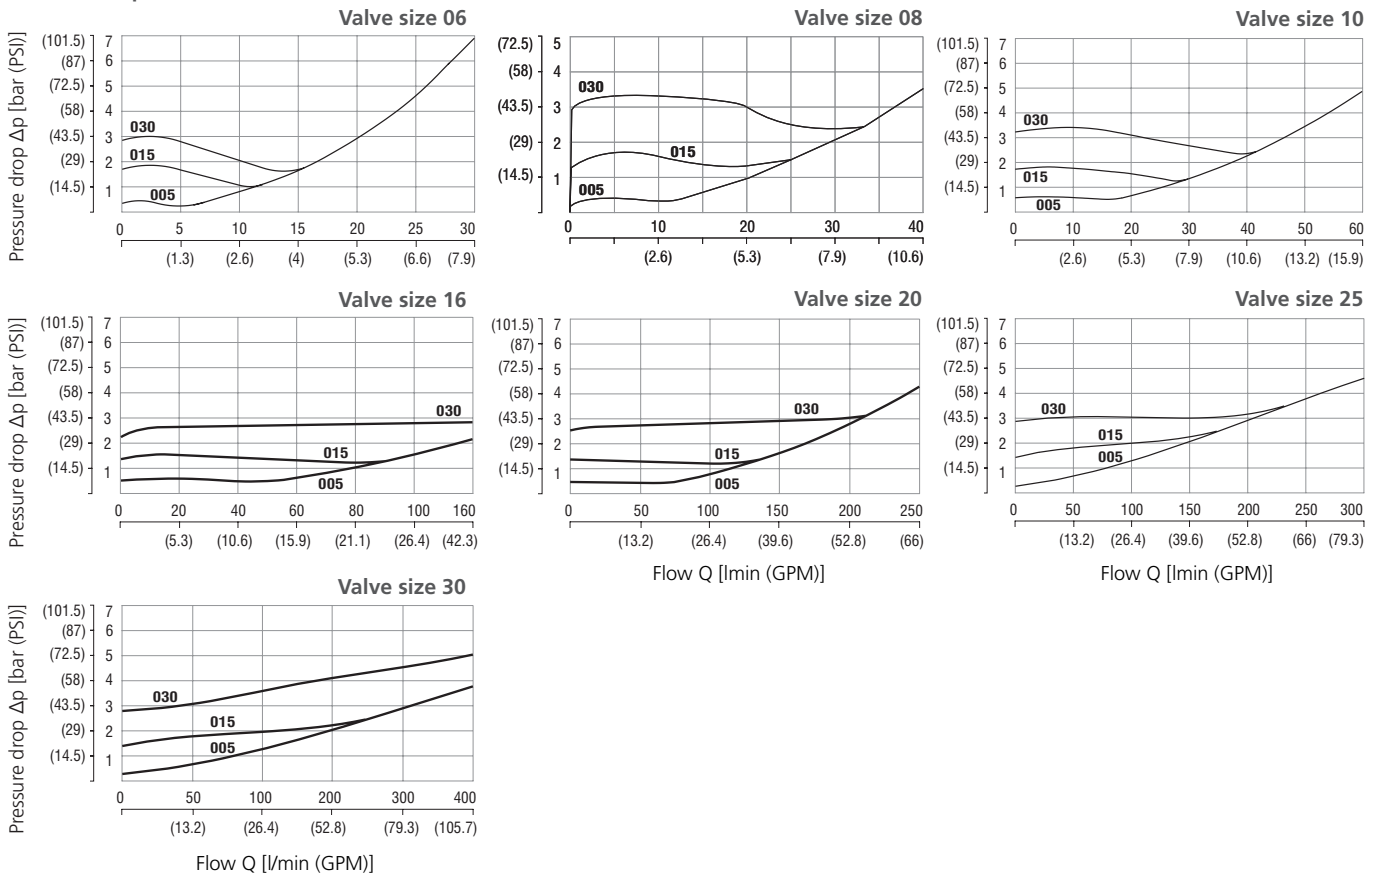 Valve size 06
Pressure drop Δp [bar (PSI)]
(101.5) 7
(87) 6
(72.5) 5
(58) 4
(43.5) 3
(29) 2
(14.5) 1
030
015
005
0 5 10 15 20 25 30
(1.3) (2.6) (4) (5.3) (6.6) (7.9)
Valve size 08
(72.5) 5
(58) 4
(43.5) 3
(29) 2
(14.5) 1
030
015
005
0 10 20 30 40
(2.6) (5.3) (7.9) (10.6)
Valve size 10
(101.5) 7
(87) 6
(72.5) 5
(58) 4
(43.5) 3
(29) 2
(14.5) 1
030
015
005
0 10 20 30 40 50 60
(2.6) (5.3) (7.9) (10.6) (13.2) (15.9)
Valve size 16
Pressure drop Δp [bar (PSI)]
(101.5) 7
(87) 6
(72.5) 5
(58) 4
(43.5) 3
(29) 2
(14.5) 1
030
015
005
0 20 40 60 80 100 160
(5.3) (10.6) (15.9) (21.1) (26.4) (42.3)
Valve size 20
(101.5) 7
(87) 6
(72.5) 5
(58) 4
(43.5) 3
(29) 2
(14.5) 1
030
015
005
0 50 100 150 200 250
(13.2) (26.4) (39.6) (52.8) (66)
Flow Q [lmin (GPM)]
Valve size 25
(101.5) 7
(87) 6
(72.5) 5
(58) 4
(43.5) 3
(29) 2
(14.5) 1
030
015
005
0 50 100 150 200 250 300
(13.2) (26.4) (39.6) (52.8) (66) (79.3)
Flow Q [lmin (GPM)]
Valve size 30
Pressure drop Δp [bar (PSI)]
(101.5) 7
(87) 6
(72.5) 5
(58) 4
(43.5) 3
(29) 2
(14.5) 1
030
015
005
0 50 100 200 300 400
(13.2) (26.4) (52.8) (79.3) (105.7)
Flow Q [l/min (GPM)]